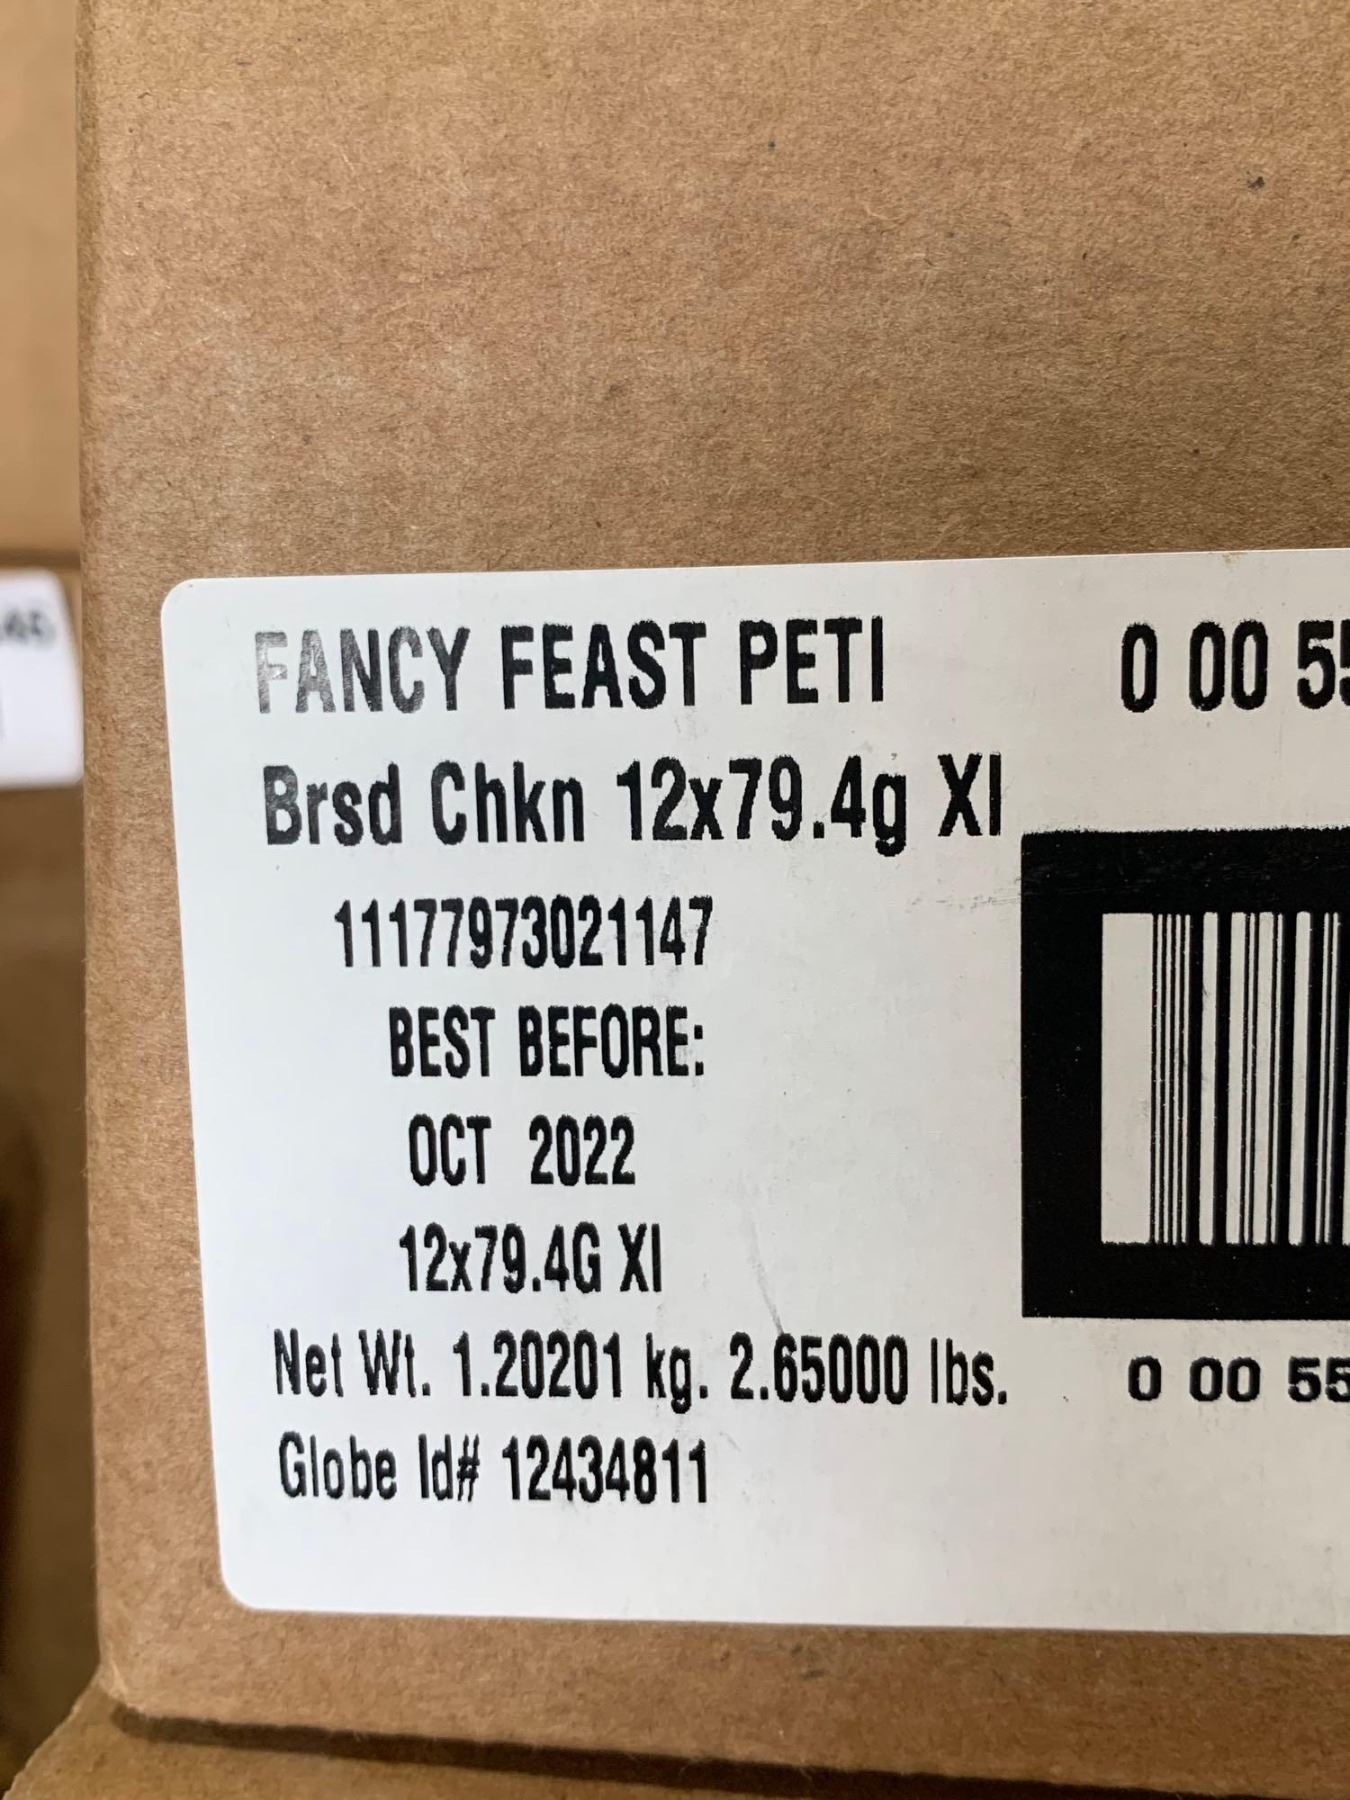 FANCY FEAST PETI
Brsd Chkn 12x79.4g XI
11177973021147
BEST BEFORE:
OCT 2022
12x79.4G XI
Net Wt. 1.20201 kg. 2.65000 lbs.
Globe Id# 12434811
0 00 55
0 00 55